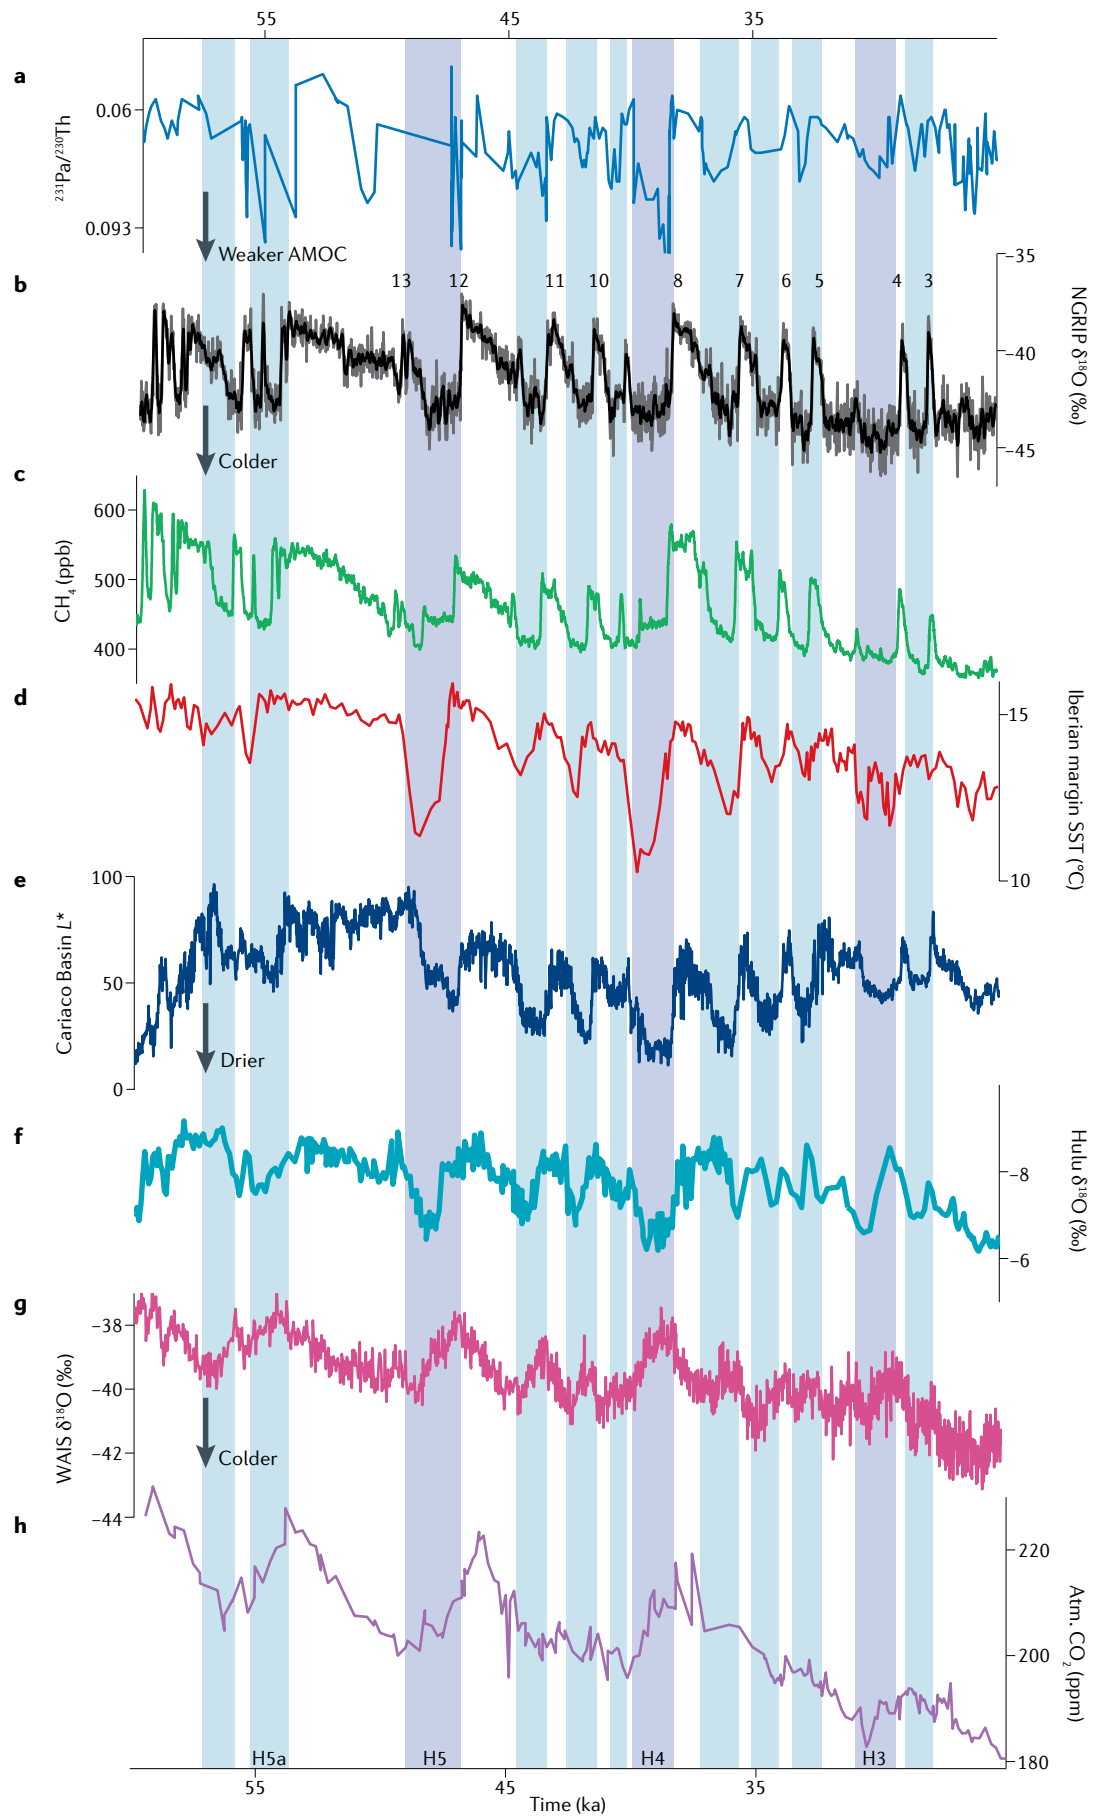 55 45 35
a
0.06
²³¹Pa/²³⁰Th
0.093
Weaker AMOC
−35
b
13 12 11 10 8 7 6 5 4 3
NGRIP δ¹⁸O (‰)
−40
−45
Colder
c
600
500
400
CH₄ (ppb)
d
15
Iberian margin SST (°C)
10
e
100
50
0
Cariaco Basin L*
Drier
f
Hulu δ¹⁸O (‰)
−8
−6
g
−38
−40
−42
−44
WAIS δ¹⁸O (‰)
Colder
h
220
200
180
Atm. CO₂ (ppm)
H5a H5 H4 H3
55 45 35
Time (ka)